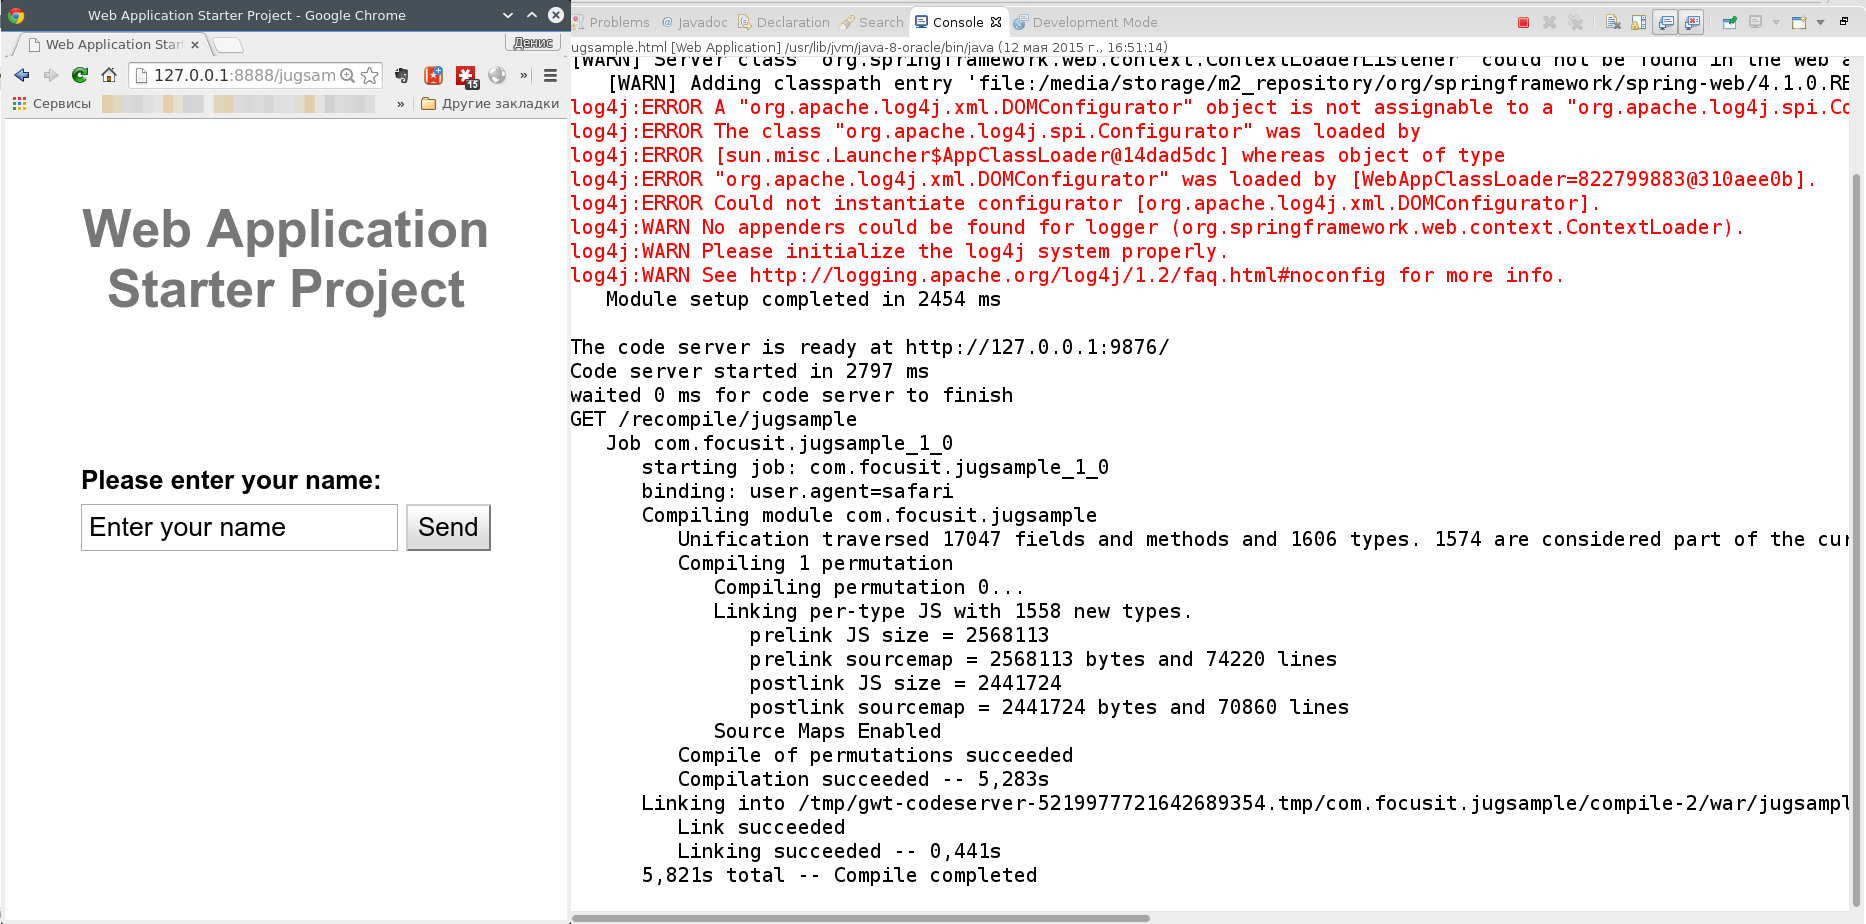 Web Application Starter Project - Google Chrome
Web Application Star
Денис
127.0.0.1:8888/jugsam
15
Сервисы
»
Другие закладки
Web Application
Starter Project
Please enter your name:
Enter your name
Send
Problems
@ Javadoc
Declaration
Search
Console
Development Mode
ugsample.html [Web Application] /usr/lib/jvm/java-8-oracle/bin/java (12 мая 2015 г., 16:51:14)
[WARN] Server class 'org.springframework.web.context.ContextLoaderListener' could not be found in the web a
[WARN] Adding classpath entry 'file:/media/storage/m2_repository/org/springframework/spring-web/4.1.0.RE
log4j:ERROR A "org.apache.log4j.xml.DOMConfigurator" object is not assignable to a "org.apache.log4j.spi.Co
log4j:ERROR The class "org.apache.log4j.spi.Configurator" was loaded by
log4j:ERROR [sun.misc.Launcher$AppClassLoader@14dad5dc] whereas object of type
log4j:ERROR "org.apache.log4j.xml.DOMConfigurator" was loaded by [WebAppClassLoader=822799883@310aee0b].
log4j:ERROR Could not instantiate configurator [org.apache.log4j.xml.DOMConfigurator].
log4j:WARN No appenders could be found for logger (org.springframework.web.context.ContextLoader).
log4j:WARN Please initialize the log4j system properly.
log4j:WARN See http://logging.apache.org/log4j/1.2/faq.html#noconfig for more info.
Module setup completed in 2454 ms
The code server is ready at http://127.0.0.1:9876/
Code server started in 2797 ms
waited 0 ms for code server to finish
GET /recompile/jugsample
Job com.focusit.jugsample_1_0
starting job: com.focusit.jugsample_1_0
binding: user.agent=safari
Compiling module com.focusit.jugsample
Unification traversed 17047 fields and methods and 1606 types. 1574 are considered part of the cur
Compiling 1 permutation
Compiling permutation 0...
Linking per-type JS with 1558 new types.
prelink JS size = 2568113
prelink sourcemap = 2568113 bytes and 74220 lines
postlink JS size = 2441724
postlink sourcemap = 2441724 bytes and 70860 lines
Source Maps Enabled
Compile of permutations succeeded
Compilation succeeded -- 5,283s
Linking into /tmp/gwt-codeserver-5219977721642689354.tmp/com.focusit.jugsample/compile-2/war/jugsampl
Link succeeded
Linking succeeded -- 0,441s
5,821s total -- Compile completed